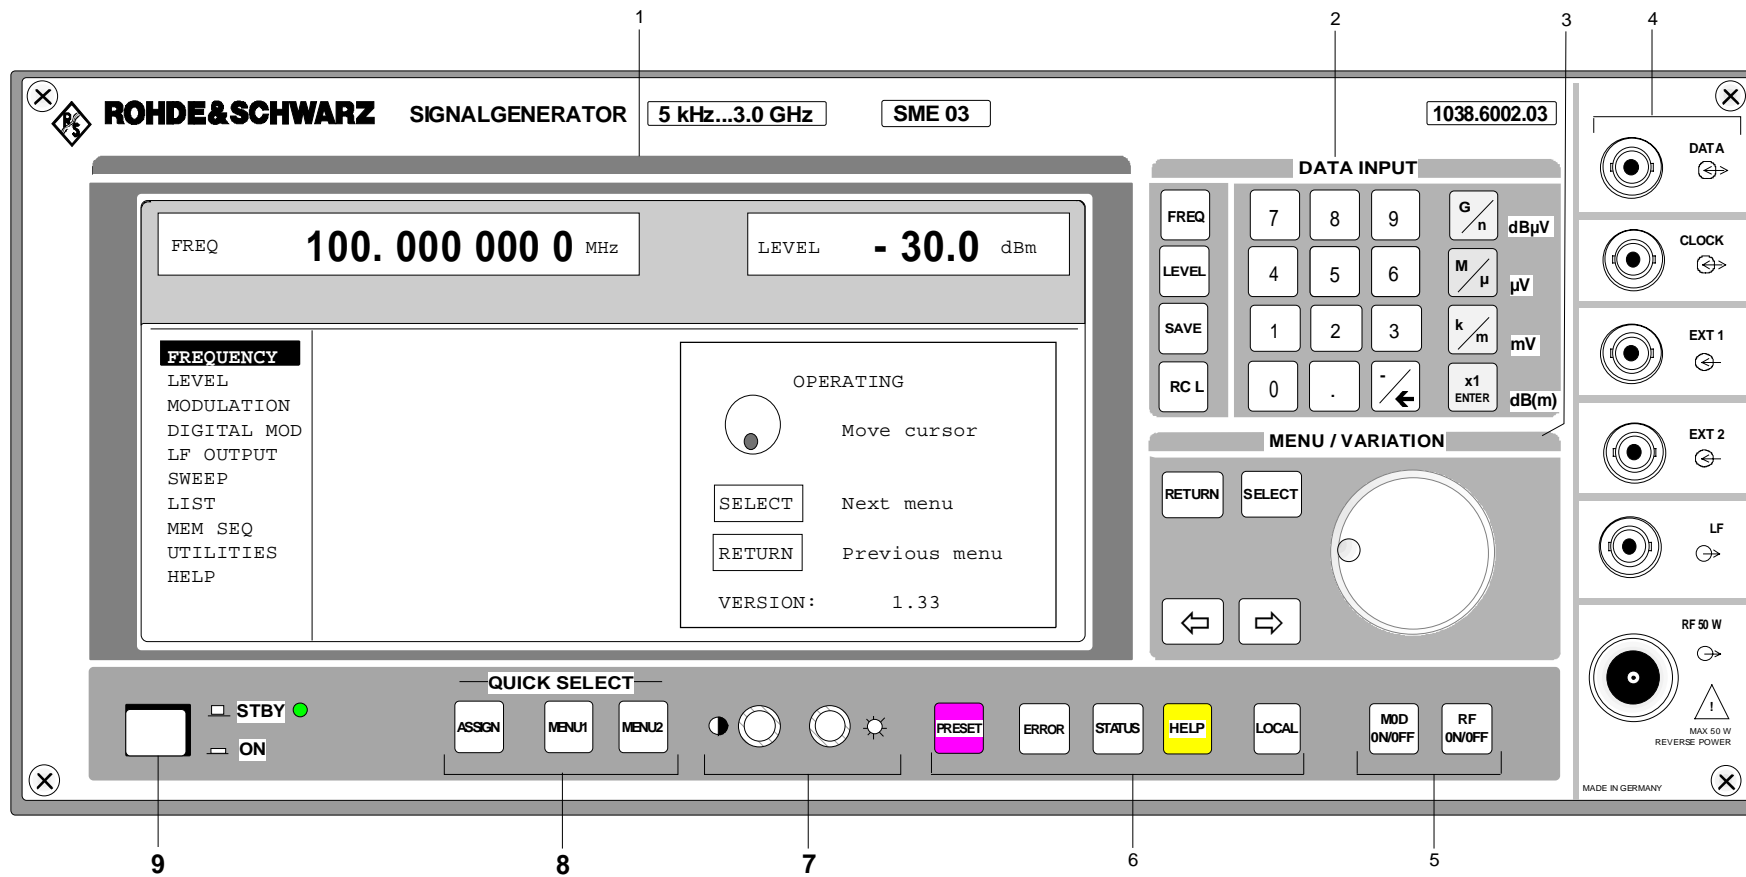 1 2 3 4
ROHDE&SCHWARZ SIGNALGENERATOR 5 kHz...3.0 GHz SME 03 1038.6002.03
R S
DATA INPUT
FREQ 100. 000 000 0 MHz LEVEL - 30.0 dBm
FREQ 7 8 9 G/n dBµV
LEVEL 4 5 6 M/µ µV
SAVE 1 2 3 k/m mV
RC L 0 . -/← x1 ENTER dB(m)
FREQUENCY
LEVEL
MODULATION
DIGITAL MOD
LF OUTPUT
SWEEP
LIST
MEM SEQ
UTILITIES
HELP
OPERATING
Move cursor
SELECT Next menu
RETURN Previous menu
VERSION: 1.33
MENU / VARIATION
RETURN SELECT
⇦ ⇨
DATA
CLOCK
EXT 1
EXT 2
LF
RF 50 W
!
MAX 50 W
REVERSE POWER
MADE IN GERMANY
STBY
ON
QUICK SELECT
ASSIGN MENU1 MENU2
PRESET ERROR STATUS HELP LOCAL
M0D
0N/0FF
RF
0N/0FF
9 8 7 6 5